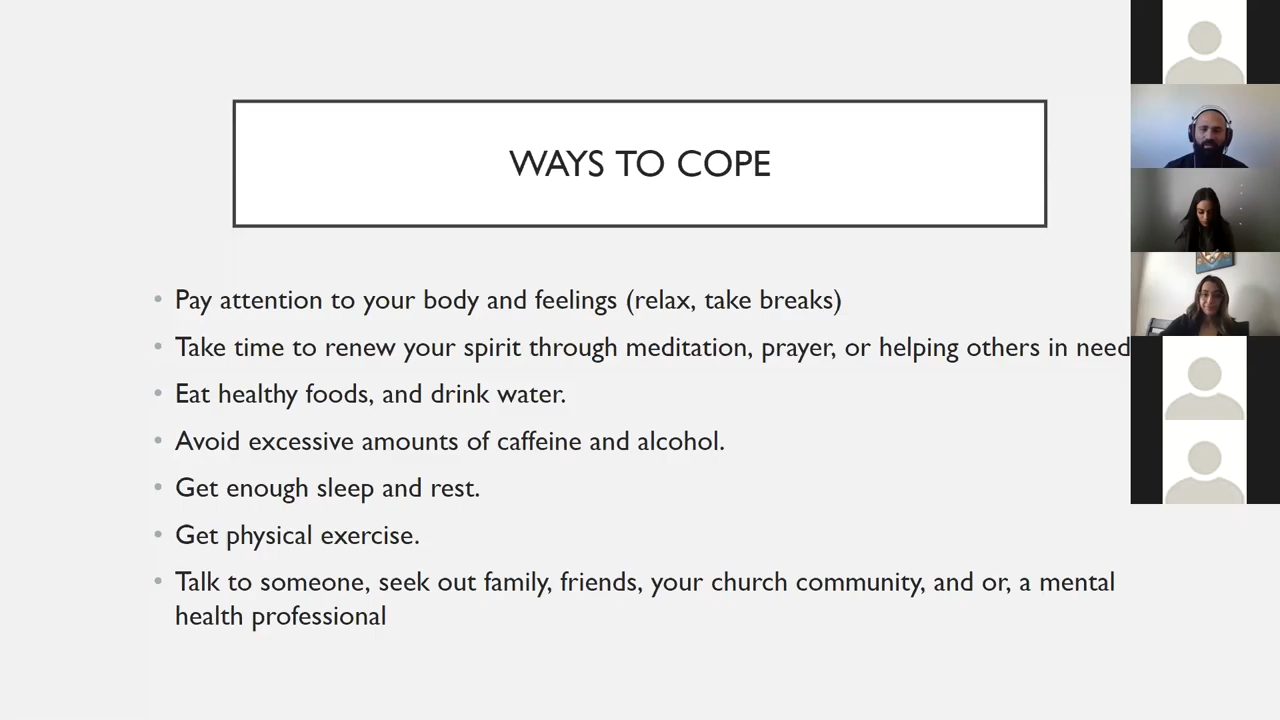 WAYS TO COPE
Pay attention to your body and feelings (relax, take breaks)
Take time to renew your spirit through meditation, prayer, or helping others in need
Eat healthy foods, and drink water.
Avoid excessive amounts of caffeine and alcohol.
Get enough sleep and rest.
Get physical exercise.
Talk to someone, seek out family, friends, your church community, and or, a mental
health professional